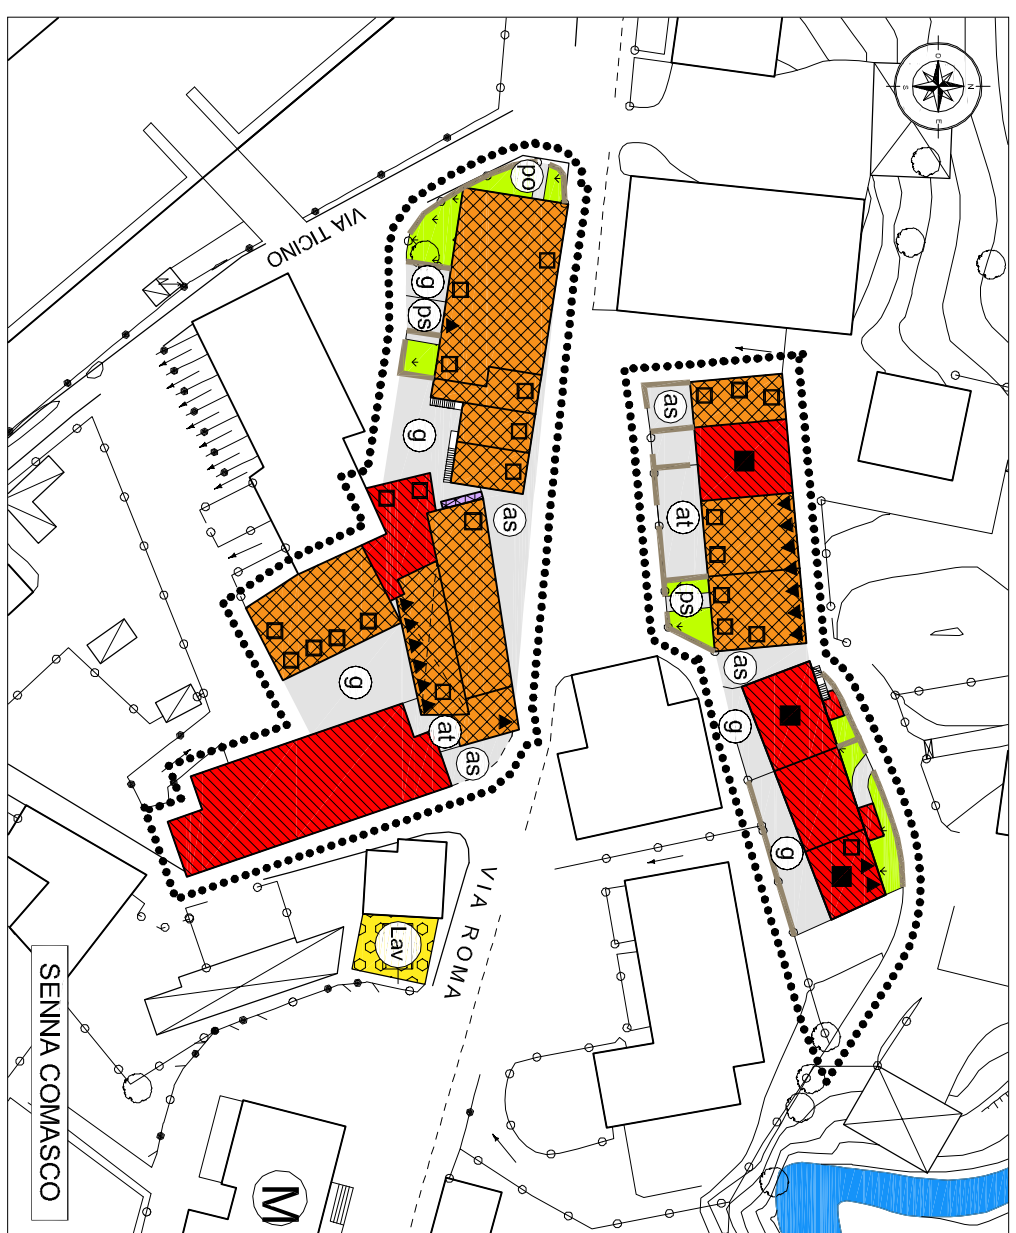 N
O
E
S
po
VIA TICINO
g
ps
g
as
as
at
ps
as
g
g
g
at
as
Lav
VIA ROMA
SENNA COMASCO
M